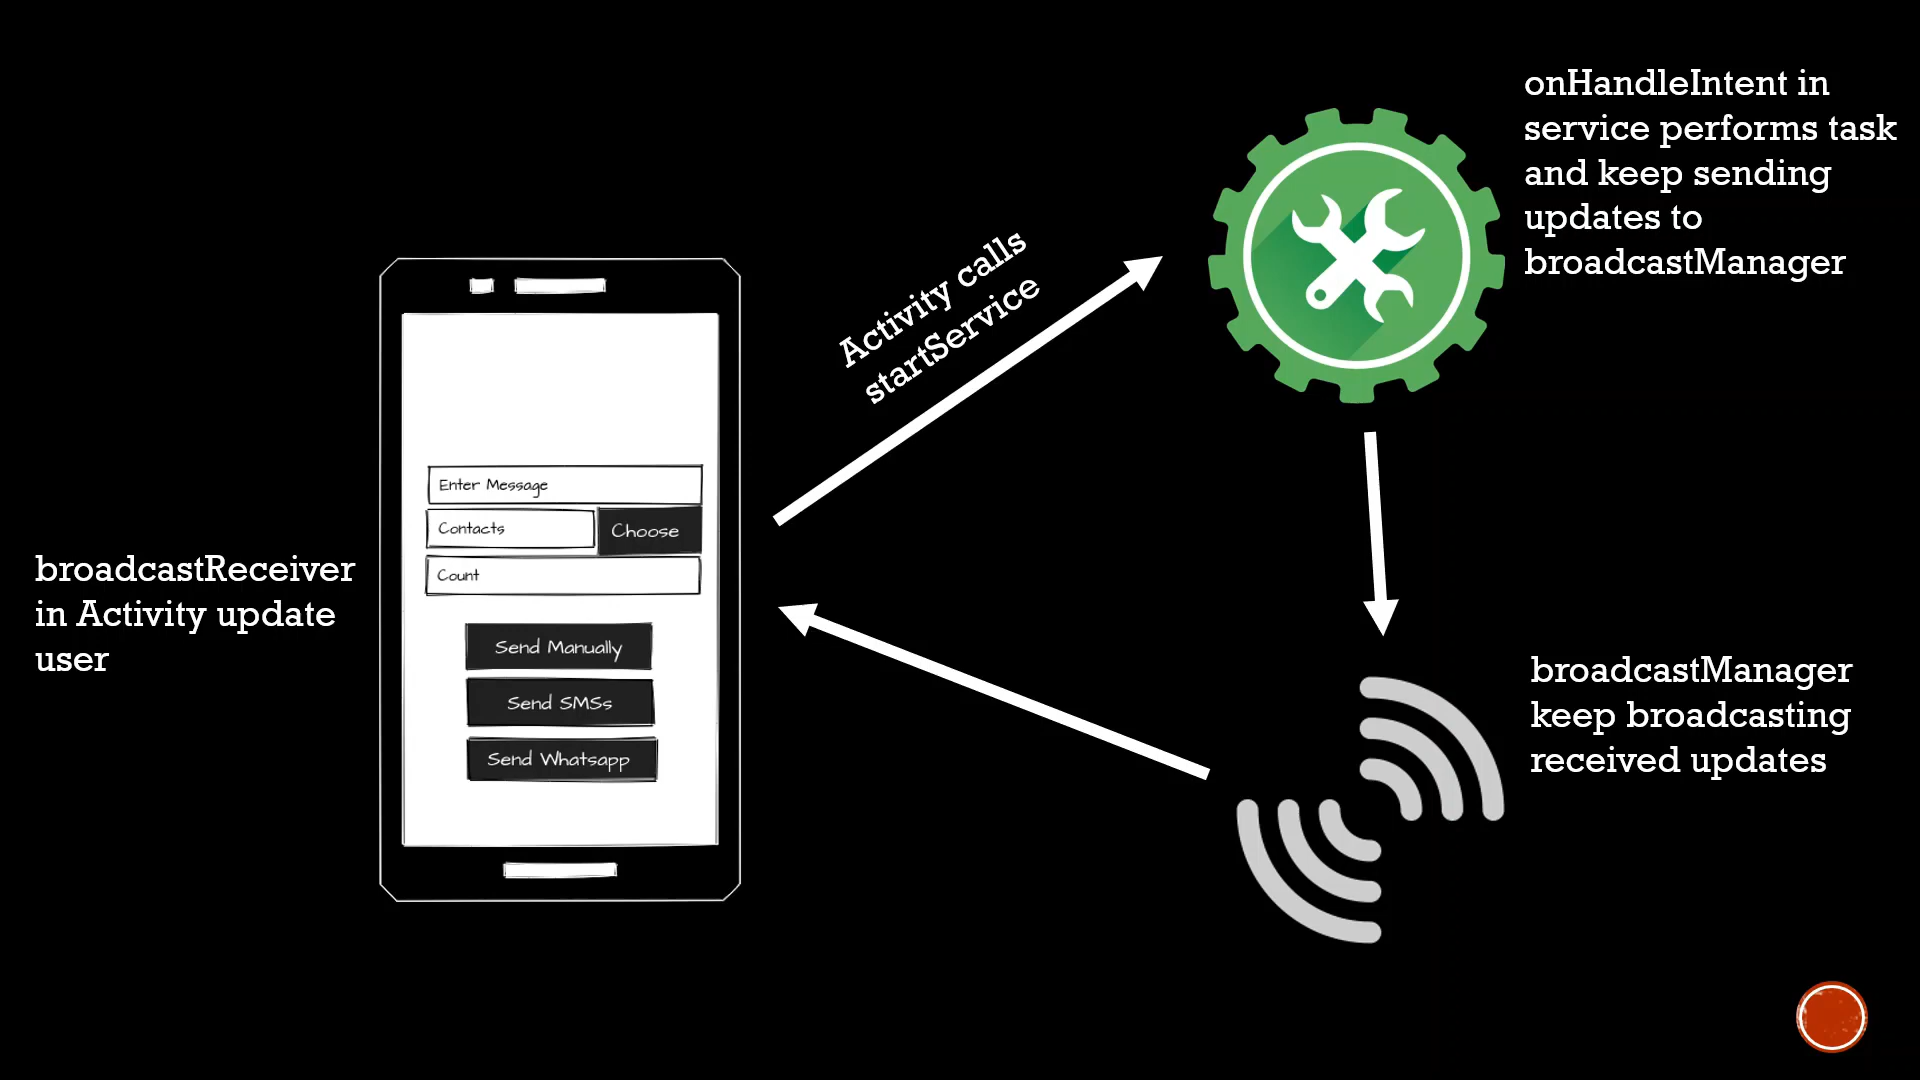 onHandleIntent in
service performs task
and keep sending
updates to
broadcastManager
Activity calls
startService
Enter Message
Contacts
Choose
Count
Send Manually
Send SMSs
Send Whatsapp
broadcastReceiver
in Activity update
user
broadcastManager
keep broadcasting
received updates